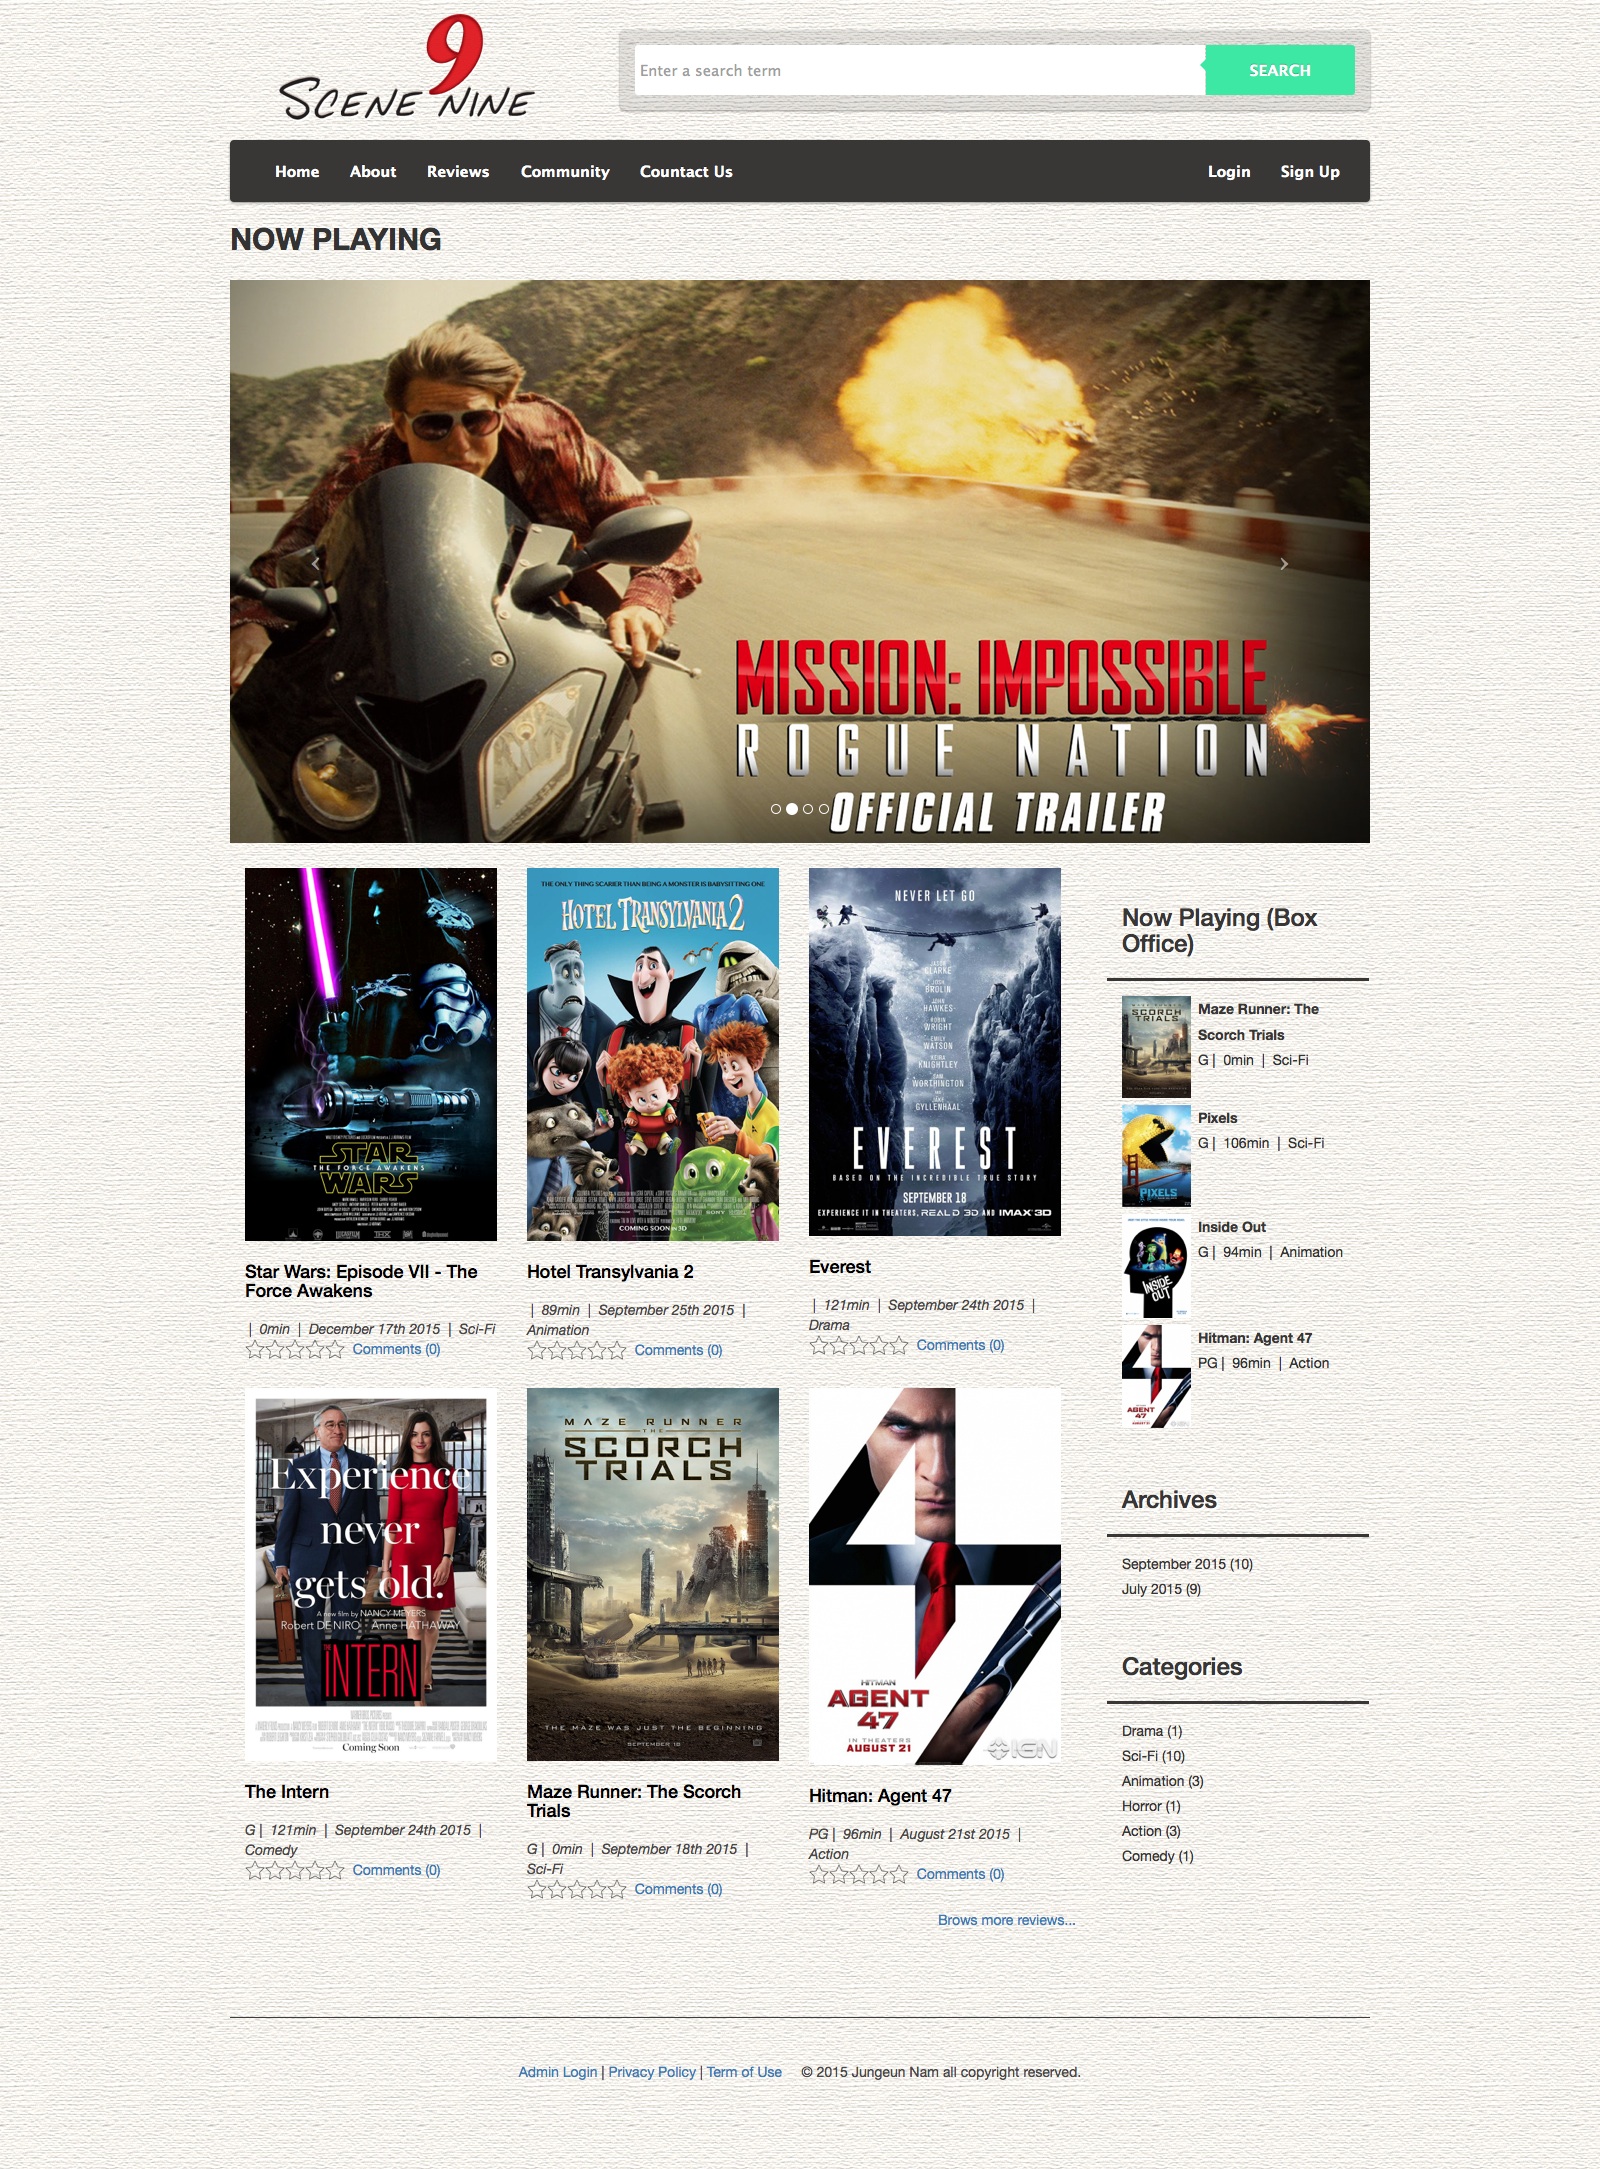 9
SCENE NINE
Enter a search term
SEARCH
Home About Reviews Community Countact Us Login Sign Up
NOW PLAYING
MISSION: IMPOSSIBLE
ROGUE NATION
OFFICIAL TRAILER
STAR
THE FORCE AWAKENS
WARS
Star Wars: Episode VII - The
Force Awakens
| 0min | December 17th 2015 | Sci-Fi
Comments (0)
THE ONLY THING SCARIER THAN BEING A MONSTER IS BABYSITTING ONE
HOTEL TRANSYLVANIA 2
COMING SOON IN 3D
Hotel Transylvania 2
| 89min | September 25th 2015 |
Animation
Comments (0)
NEVER LET GO
JASON
CLARKE
JOSH
BROLIN
JOHN
HAWKES
ROBIN
WRIGHT
EMILY
WATSON
KEIRA
KNIGHTLEY
SAM
WORTHINGTON
JAKE
GYLLENHAAL
EVEREST
BASED ON THE INCREDIBLE TRUE STORY
SEPTEMBER 18
EXPERIENCE IT IN THEATERS, REAL D 3D AND IMAX 3D
Everest
| 121min | September 24th 2015 |
Drama
Comments (0)
Now Playing (Box
Office)
SCORCH
TRIALS
Maze Runner: The
Scorch Trials
G | 0min | Sci-Fi
PIXELS
Pixels
G | 106min | Sci-Fi
INSIDE
OUT
Inside Out
G | 94min | Animation
AGENT
47
Hitman: Agent 47
PG | 96min | Action
Experience
never
gets old.
A new film by NANCY MEYERS
Robert DE NIRO Anne HATHAWAY
THE
INTERN
Coming Soon
The Intern
G | 121min | September 24th 2015 |
Comedy
Comments (0)
MAZE RUNNER
THE
SCORCH
TRIALS
THE MAZE WAS JUST THE BEGINNING
SEPTEMBER 18
Maze Runner: The Scorch
Trials
G | 0min | September 18th 2015 |
Sci-Fi
Comments (0)
HITMAN
AGENT
47
IN THEATERS
AUGUST 21
IGN
Hitman: Agent 47
PG | 96min | August 21st 2015 |
Action
Comments (0)
Brows more reviews...
Archives
September 2015 (10)
July 2015 (9)
Categories
Drama (1)
Sci-Fi (10)
Animation (3)
Horror (1)
Action (3)
Comedy (1)
Admin Login | Privacy Policy | Term of Use © 2015 Jungeun Nam all copyright reserved.